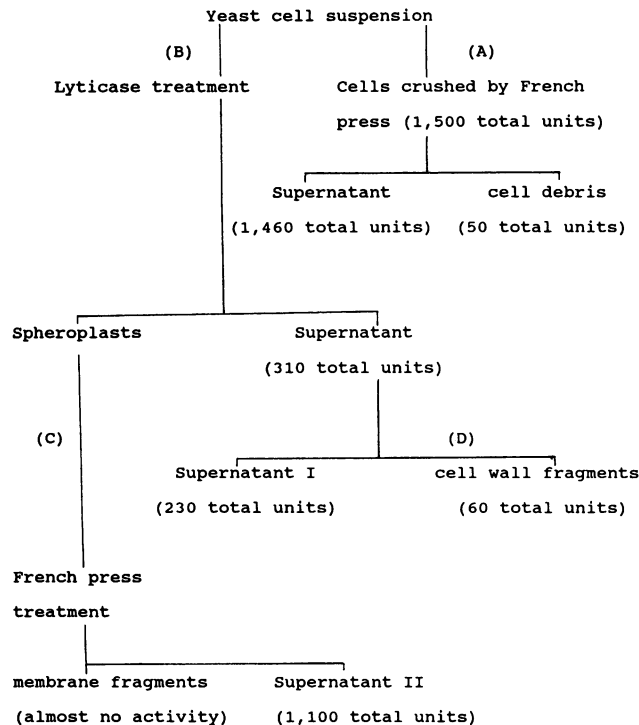 Yeast cell suspension
(B) (A)
Lyticase treatment Cells crushed by French
press (1,500 total units)
Supernatant cell debris
(1,460 total units) (50 total units)
Spheroplasts Supernatant
(310 total units)
(C) (D)
Supernatant I cell wall fragments
(230 total units) (60 total units)
French press
treatment
membrane fragments Supernatant II
(almost no activity) (1,100 total units)